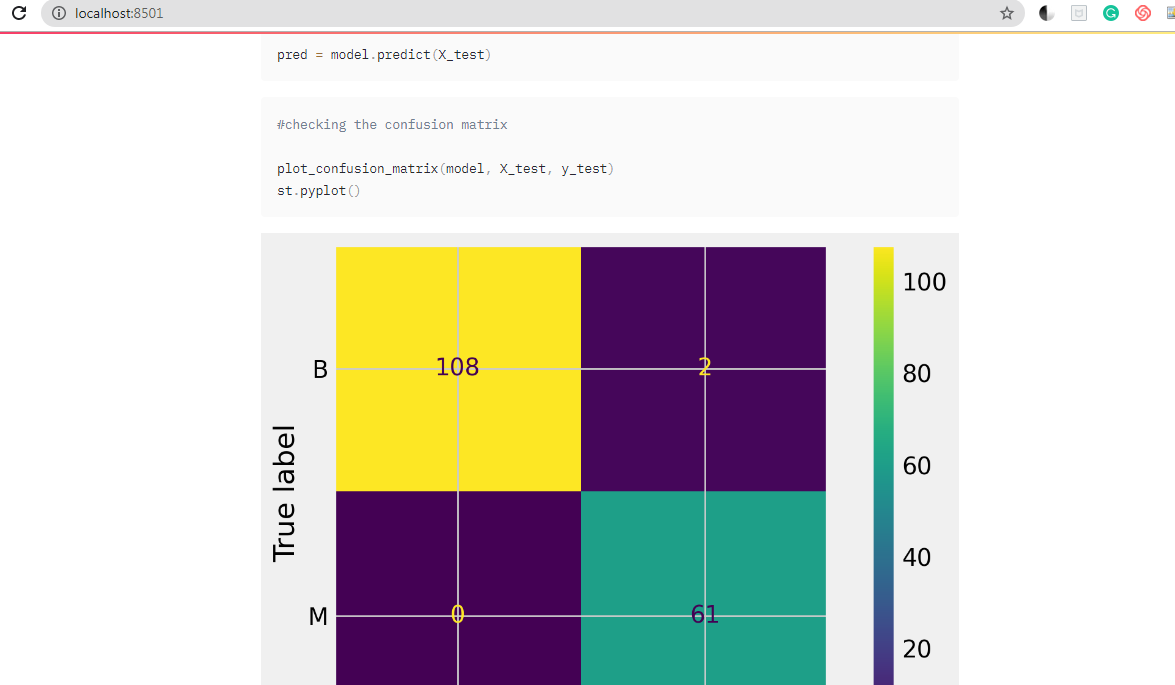 localhost:8501
pred = model.predict(X_test)
#checking the confusion matrix
plot_confusion_matrix(model, X_test, y_test)
st.pyplot()
100
108
2
B
80
60
True label
40
0
61
M
20